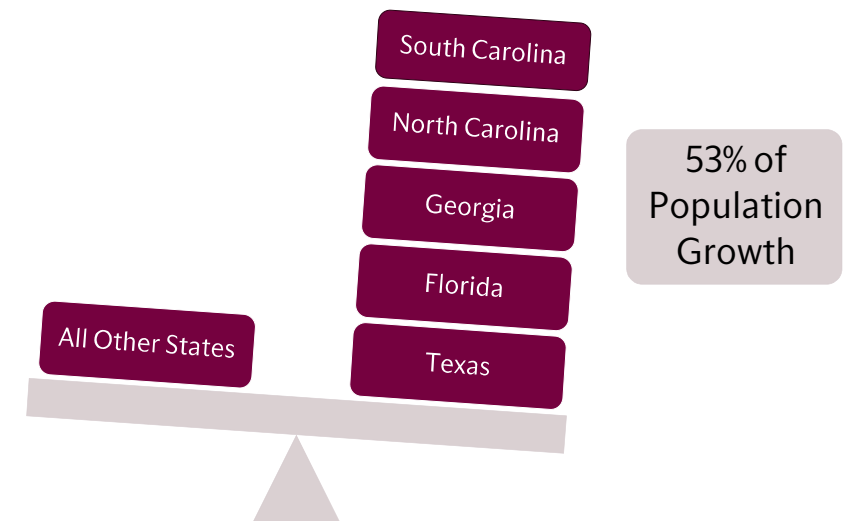 South Carolina
North Carolina
Georgia
Florida
Texas
All Other States
53% of
Population
Growth